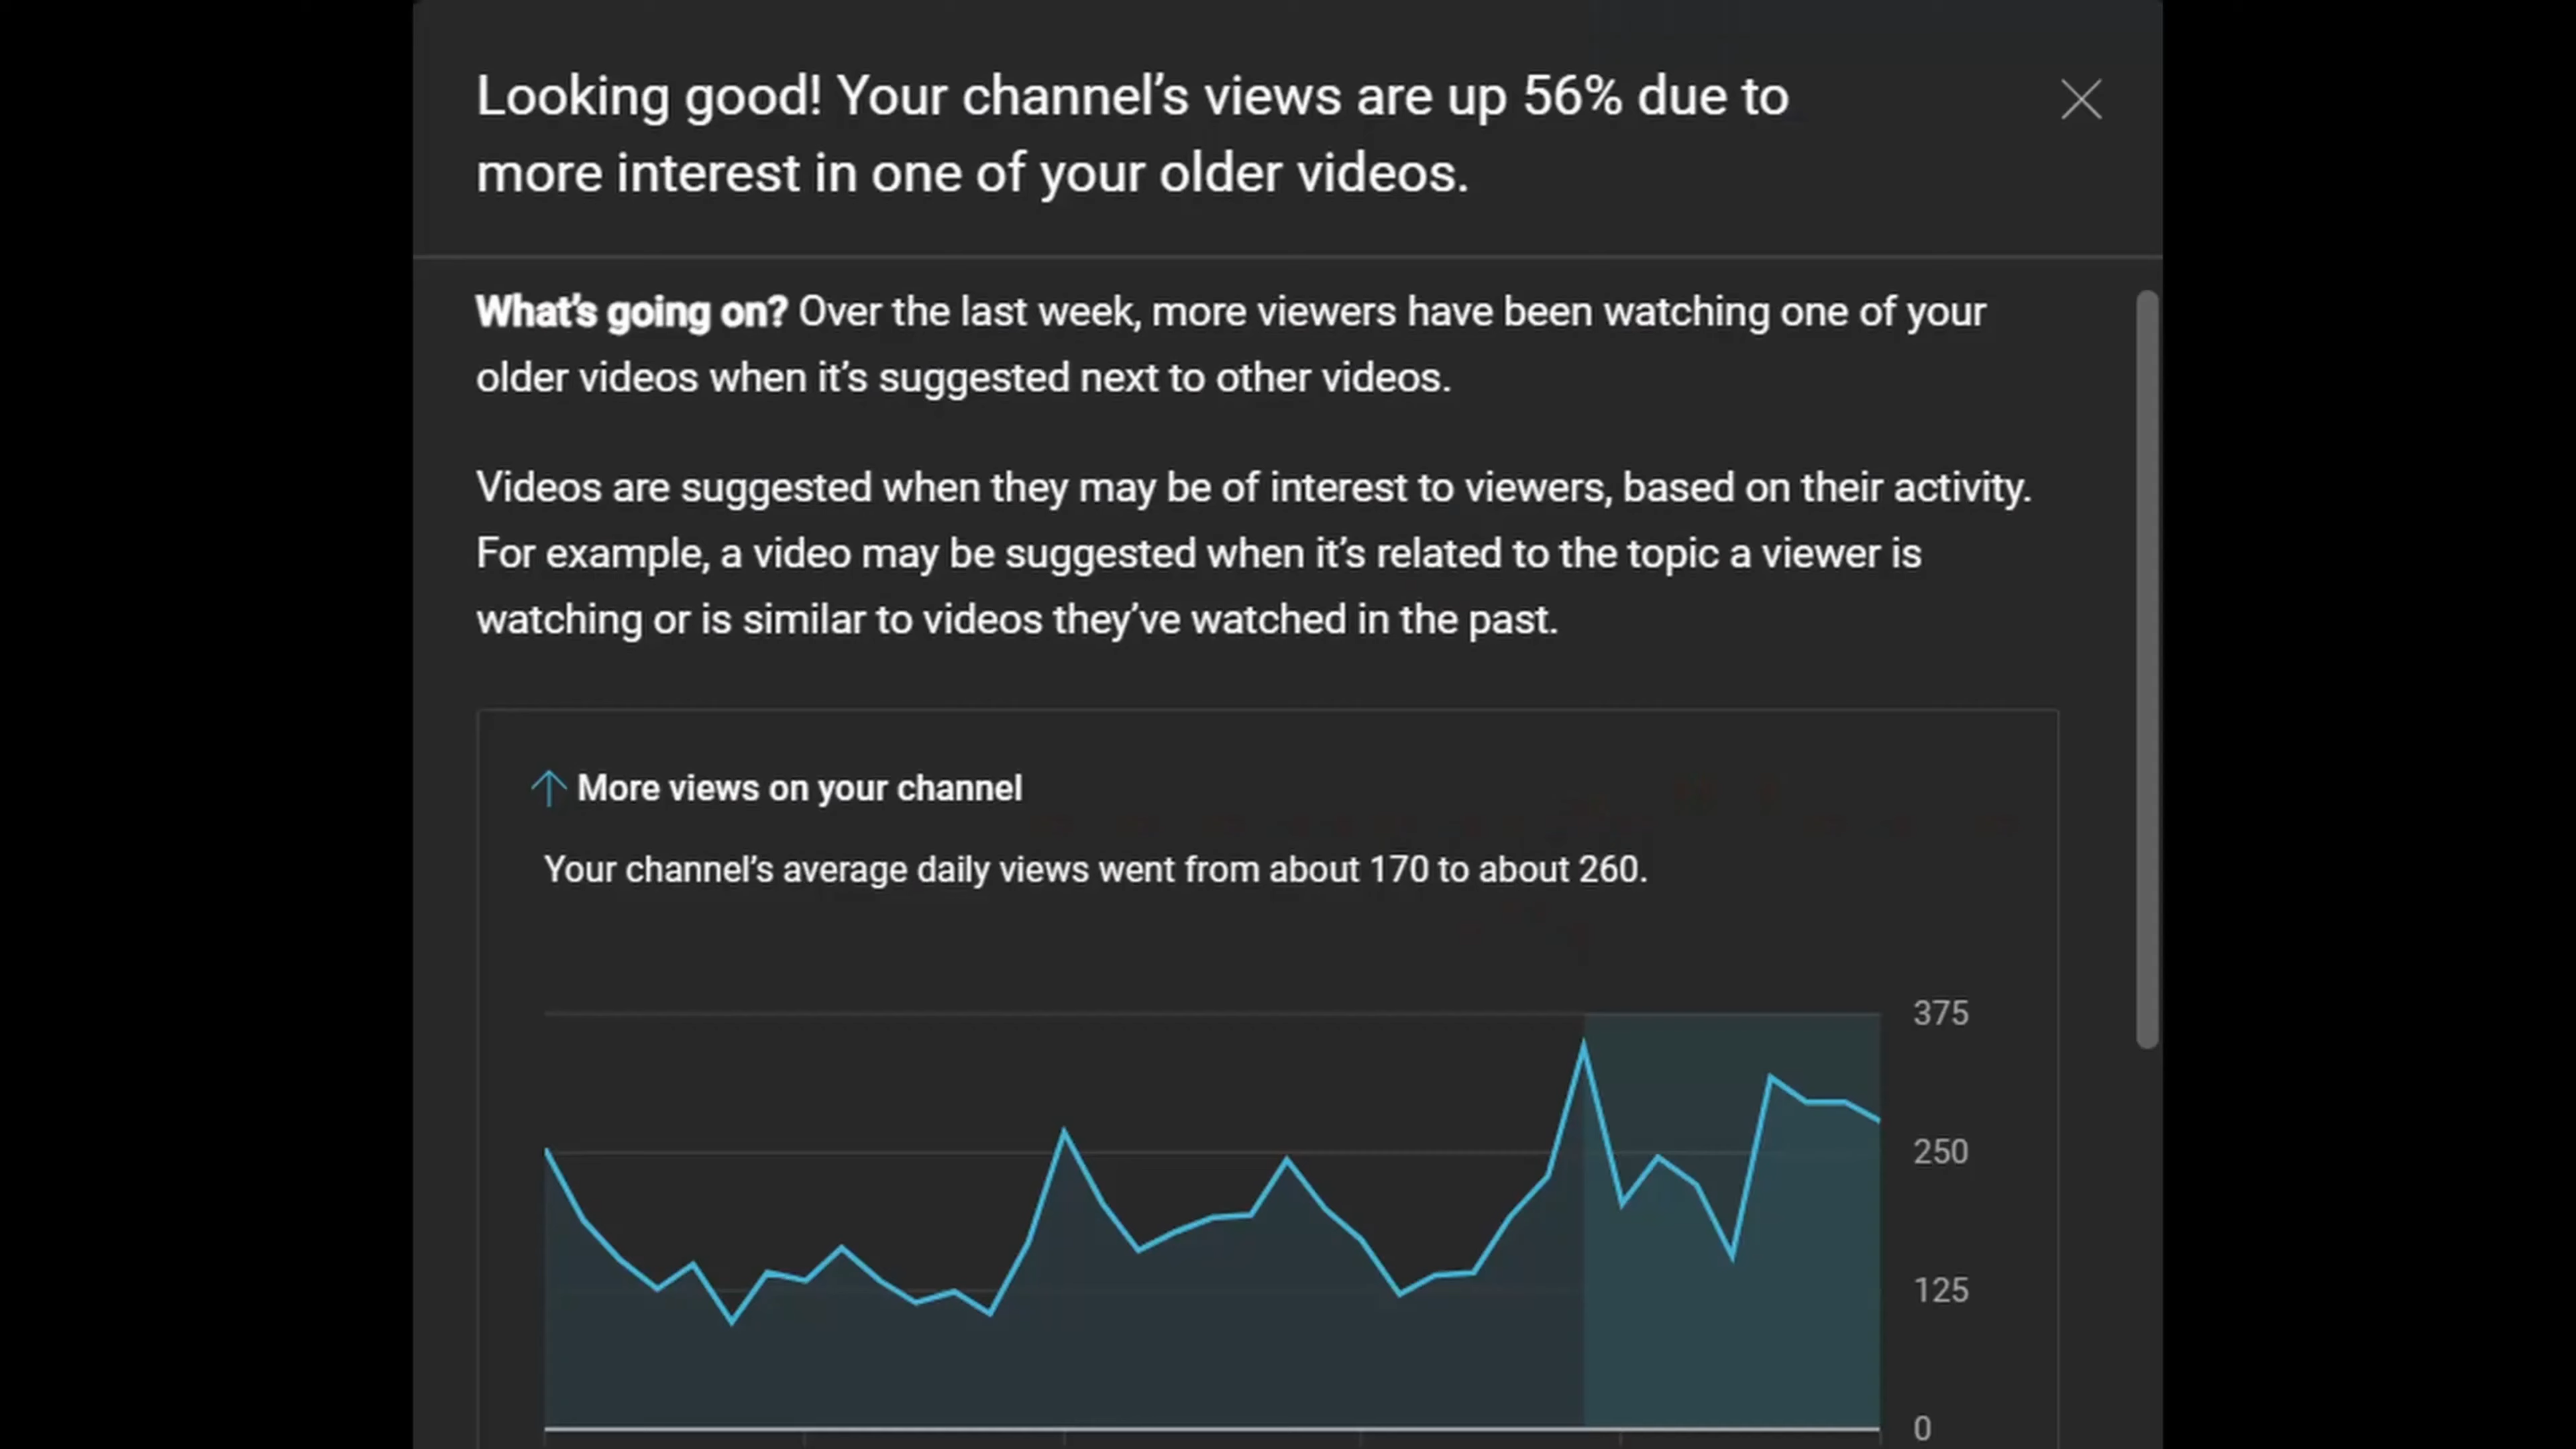 Looking good! Your channel’s views are up 56% due to
more interest in one of your older videos.
What’s going on? Over the last week, more viewers have been watching one of your
older videos when it’s suggested next to other videos.
Videos are suggested when they may be of interest to viewers, based on their activity.
For example, a video may be suggested when it’s related to the topic a viewer is
watching or is similar to videos they’ve watched in the past.
More views on your channel
Your channel’s average daily views went from about 170 to about 260.
375
250
125
0